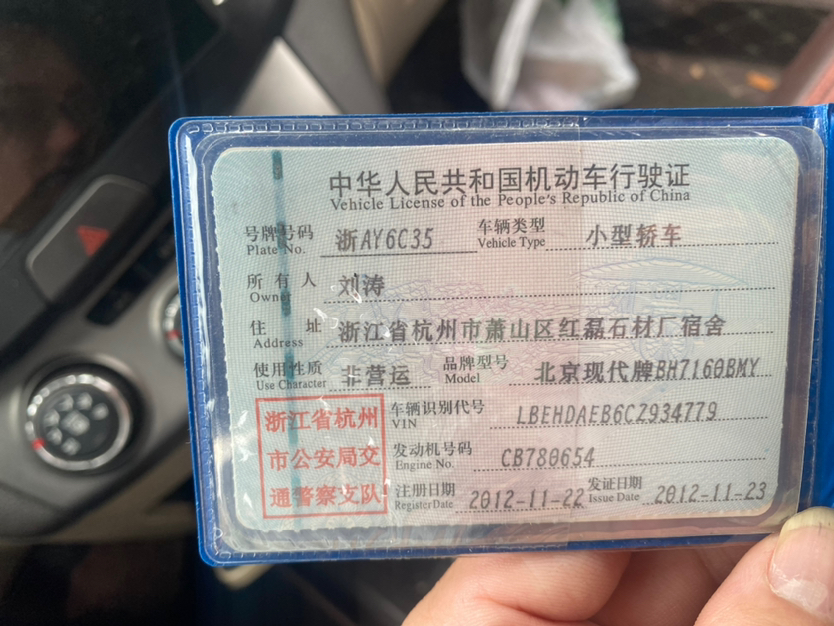 中华人民共和国机动车行驶证
Vehicle License of the People's Republic of China
号牌号码 Plate No. 浙AY6C35 车辆类型 Vehicle Type 小型轿车
所有人 Owner 刘涛
住址 Address 浙江省杭州市萧山区红磊石材厂宿舍
使用性质 Use Character 非营运 品牌型号 Model 北京现代牌BH7160BMY
车辆识别代号 VIN LBEHDAEB6CZ934779
发动机号码 Engine No. CB780654
注册日期 Register Date 2012-11-22 发证日期 Issue Date 2012-11-23
浙江省杭州
市公安局交
通警察支队